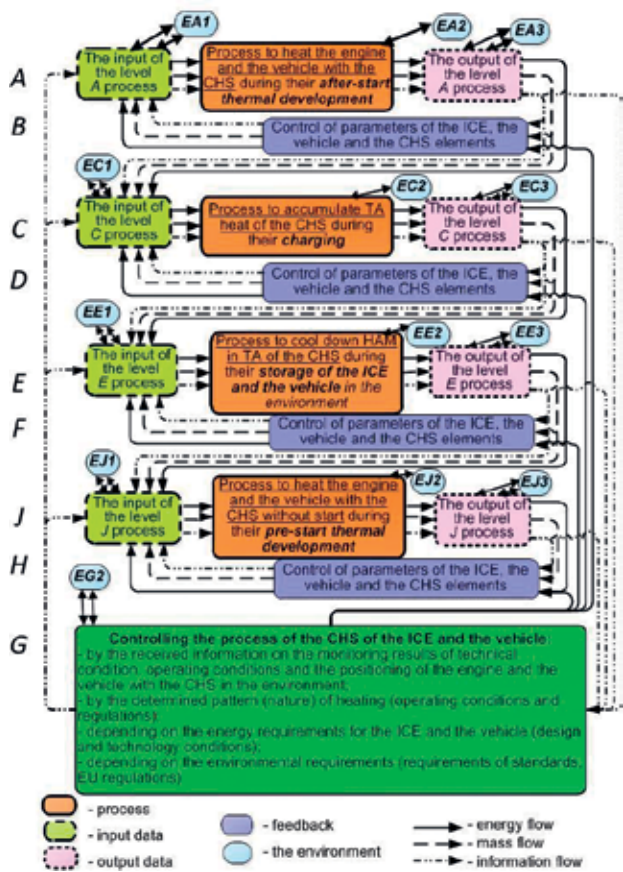 EA1
EA2
EA3
A
The input of
the level
A process
Process to heat the engine
and the vehicle with the
CHS during their after-start
thermal development
The output of
the level
A process
B
Control of parameters of the ICE, the
vehicle and the CHS elements
EC1
EC2
EC3
C
The input of
the level
C process
Process to accumulate TA
heat of the CHS during
their charging
The output of
the level
C process
D
Control of parameters of the ICE, the
vehicle and the CHS elements
EE1
EE2
EE3
E
The input of
the level
E process
Process to cool down HAM
in TA of the CHS during
their storage of the ICE
and the vehicle in the
environment
The output of
the level
E process
F
Control of parameters of the ICE, the
vehicle and the CHS elements
EJ1
EJ2
EJ3
J
The input of
the level
J process
Process to heat the engine
and the vehicle with the
CHS without start during
their pre-start thermal
development
The output of
the level
J process
H
Control of parameters of the ICE, the
vehicle and the CHS elements
EG2
G
Controlling the process of the CHS of the ICE and the vehicle:
- by the received information on the monitoring results of technical
condition, operating conditions and the positioning of the engine and the
vehicle with the CHS in the environment;
- by the determined pattern (nature) of heating (operating conditions and
regulations);
- depending on the energy requirements for the ICE and the vehicle (design
and technology conditions);
- depending on the environmental requirements (requirements of standards,
EU regulations)
- process
- input data
- output data
- feedback
- the environment
- energy flow
- mass flow
- information flow